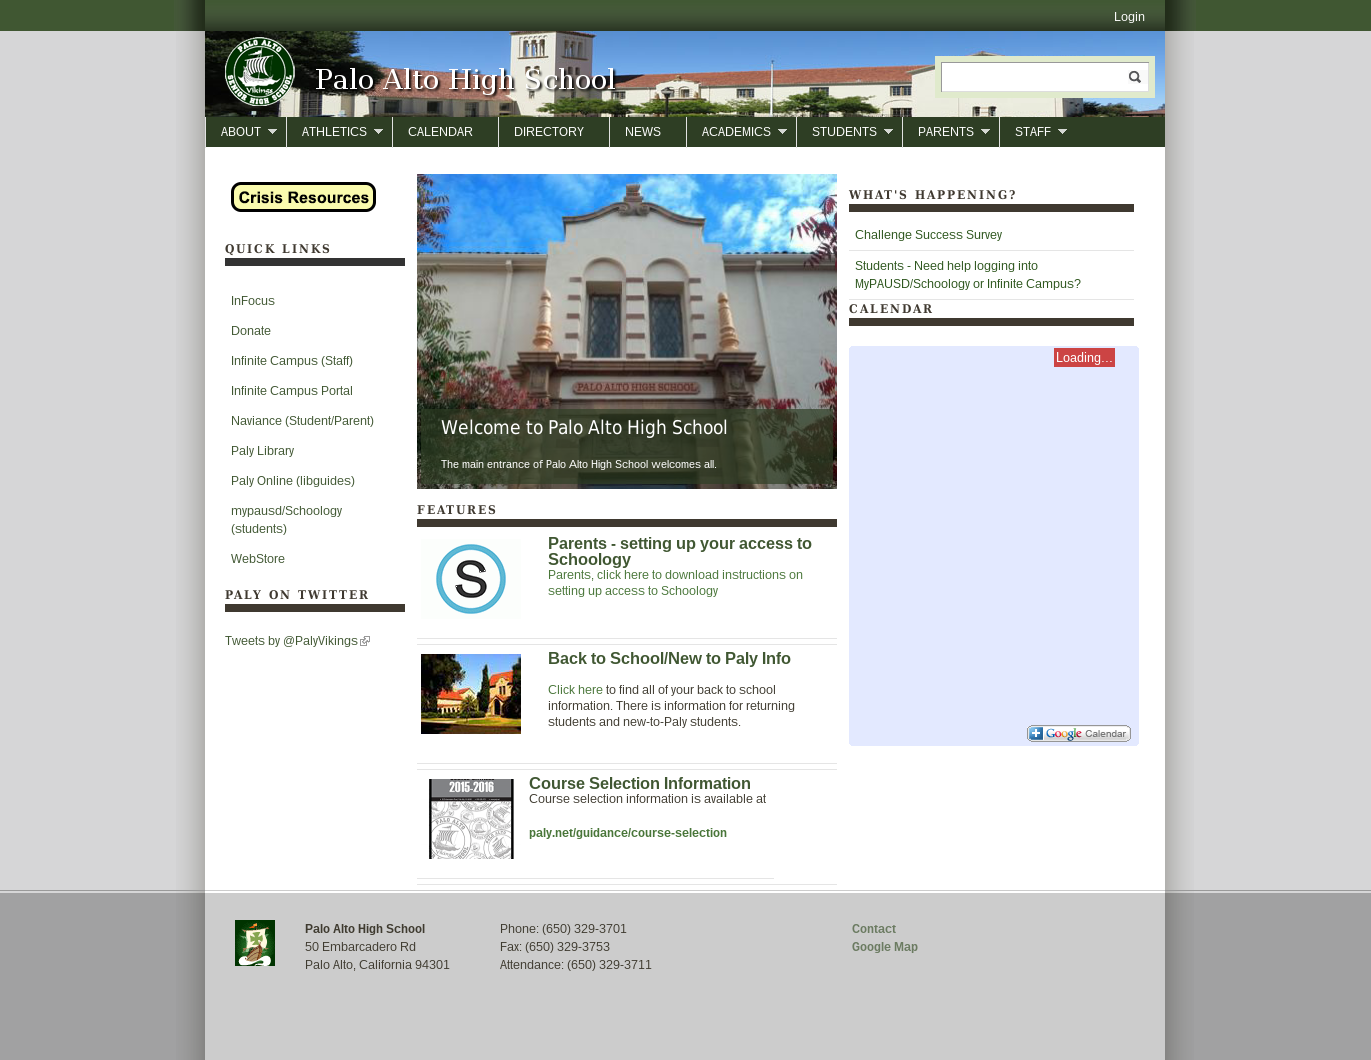 Login
PALO ALTO
SENIOR HIGH SCHOOL
Vikings
Palo Alto High School
ABOUT
ATHLETICS
CALENDAR
DIRECTORY
NEWS
ACADEMICS
STUDENTS
PARENTS
STAFF
Crisis Resources
QUICK LINKS
InFocus
Donate
Infinite Campus (Staff)
Infinite Campus Portal
Naviance (Student/Parent)
Paly Library
Paly Online (libguides)
mypausd/Schoology
(students)
WebStore
PALY ON TWITTER
Tweets by @PalyVikings
PALO ALTO HIGH SCHOOL
Welcome to Palo Alto High School
The main entrance of Palo Alto High School welcomes all.
FEATURES
S
Parents - setting up your access to
Schoology
Parents, click here to download instructions on
setting up access to Schoology
Back to School/New to Paly Info
Click here to find all of your back to school
information. There is information for returning
students and new-to-Paly students.
2015-2016
Course Selection Information
Course selection information is available at
paly.net/guidance/course-selection
WHAT'S HAPPENING?
Challenge Success Survey
Students - Need help logging into
MyPAUSD/Schoology or Infinite Campus?
CALENDAR
Loading...
Google Calendar
Palo Alto High School
50 Embarcadero Rd
Palo Alto, California 94301
Phone: (650) 329-3701
Fax: (650) 329-3753
Attendance: (650) 329-3711
Contact
Google Map